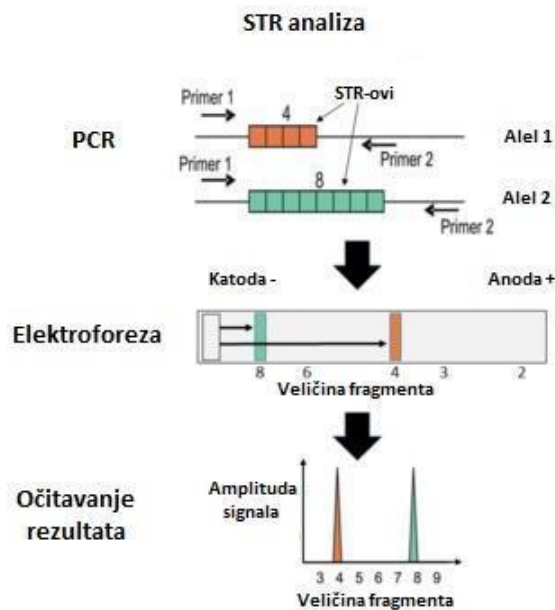 STR analiza
Primer 1
4
STR-ovi
PCR
Alel 1
Primer 1
Primer 2
8
Alel 2
Primer 2
Katoda -
Anoda +
Elektroforeza
8 6 4 3 2
Veličina fragmenta
Očitavanje
rezultata
Amplituda
signala
3 4 5 6 7 8 9
Veličina fragmenta